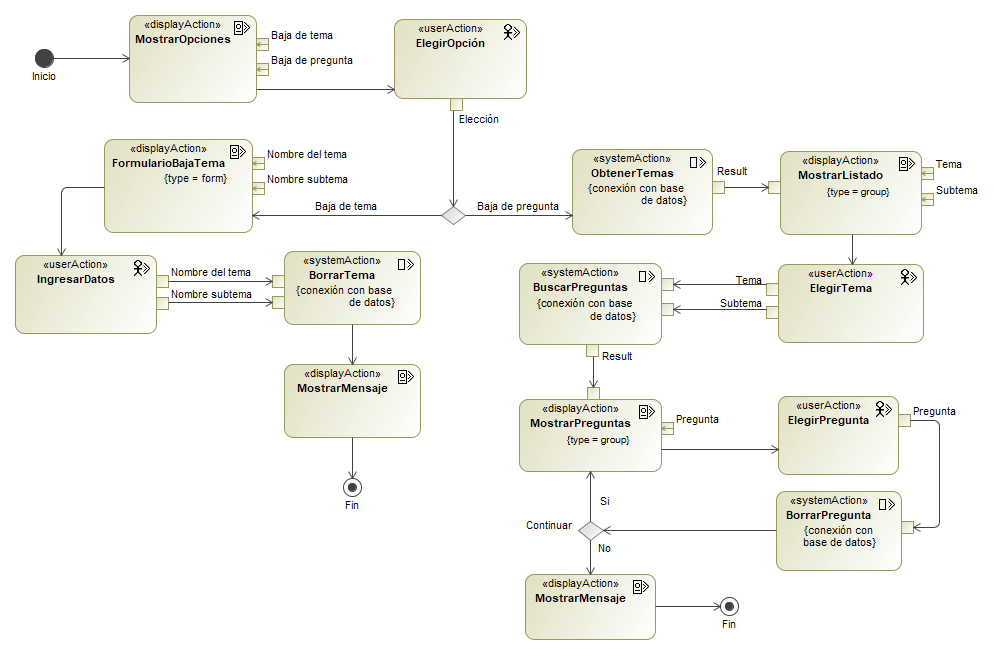 Inicio
«displayAction»
MostrarOpciones
Baja de tema
Baja de pregunta
«userAction»
ElegirOpción
Elección
«displayAction»
FormularioBajaTema
{type = form}
Nombre del tema
Nombre subtema
Baja de tema
Baja de pregunta
«systemAction»
ObtenerTemas
{conexión con base
de datos}
Result
«displayAction»
MostrarListado
{type = group}
Tema
Subtema
«userAction»
IngresarDatos
Nombre del tema
Nombre subtema
«systemAction»
BorrarTema
{conexión con base
de datos}
«systemAction»
BuscarPreguntas
{conexión con base
de datos}
Tema
Subtema
«userAction»
ElegirTema
Result
«displayAction»
MostrarMensaje
Fin
«displayAction»
MostrarPreguntas
{type = group}
Pregunta
«userAction»
ElegirPregunta
Pregunta
«systemAction»
BorrarPregunta
{conexión con
base de datos}
Si
Continuar
No
«displayAction»
MostrarMensaje
Fin